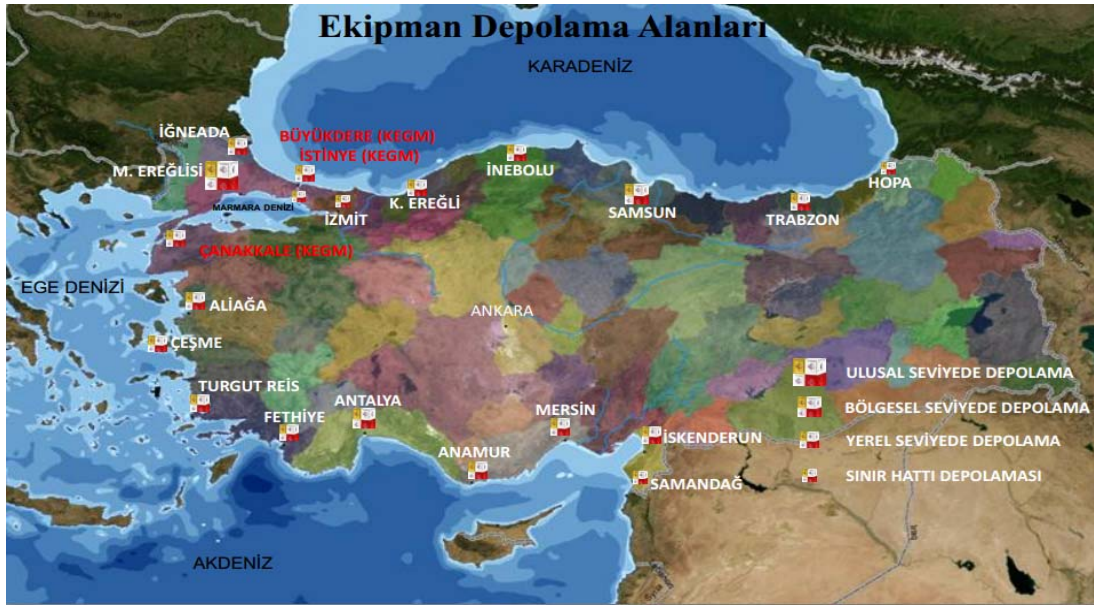 Ekipman Depolama Alanları
KARADENİZ
İĞNEADA
BÜYÜKDERE (KEGM)
İSTİNYE (KEGM)
M. EREĞLİSİ
İNEBOLU
HOPA
MARMARA DENİZİ
İZMİT
K. EREĞLİ
SAMSUN
TRABZON
ÇANAKKALE (KEGM)
EGE DENİZİ
ALİAĞA
ANKARA
ÇEŞME
ULUSAL SEVİYEDE DEPOLAMA
TURGUT REİS
ANTALYA
BÖLGESEL SEVİYEDE DEPOLAMA
FETHİYE
MERSİN
İSKENDERUN
YEREL SEVİYEDE DEPOLAMA
ANAMUR
SAMANDAĞ
SINIR HATTI DEPOLAMASI
AKDENİZ